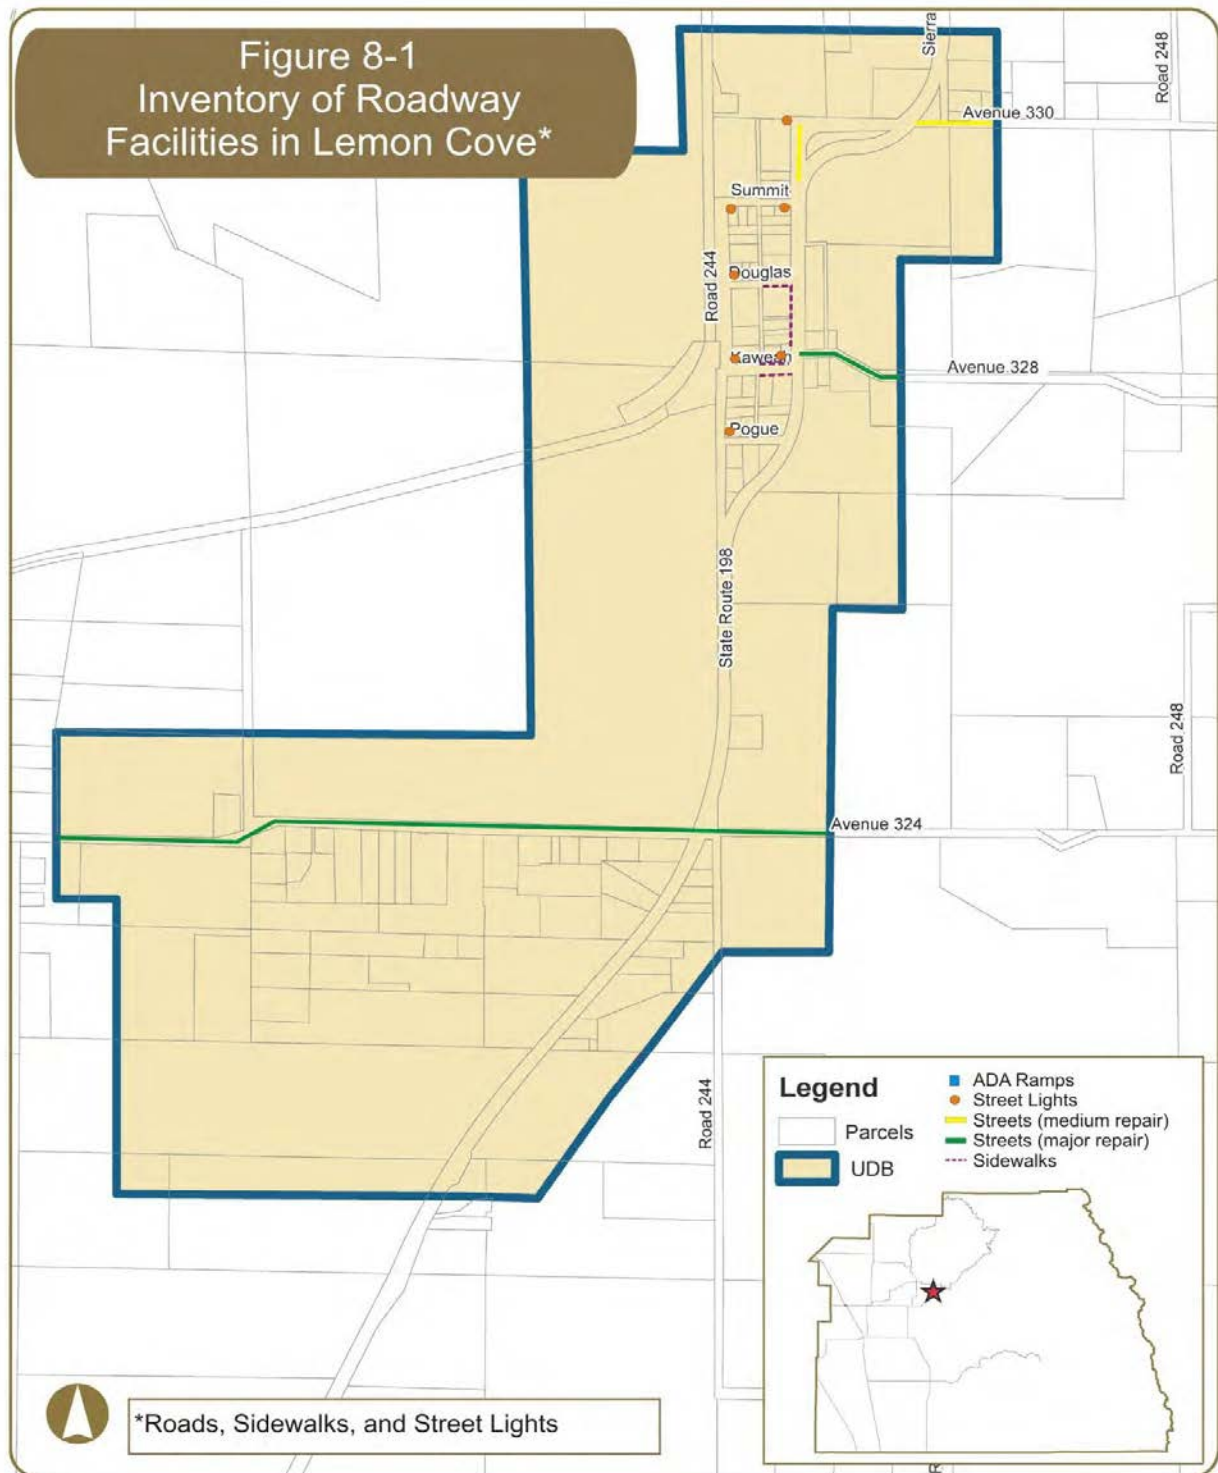 Figure 8-1
Inventory of Roadway
Facilities in Lemon Cove*
Sierra
Road 248
Avenue 330
Summit
Road 244
Douglas
Kaweah
Avenue 328
Pogue
State Route 198
Road 248
Avenue 324
Road 244
Legend
Parcels
UDB
ADA Ramps
Street Lights
Streets (medium repair)
Streets (major repair)
Sidewalks
*Roads, Sidewalks, and Street Lights